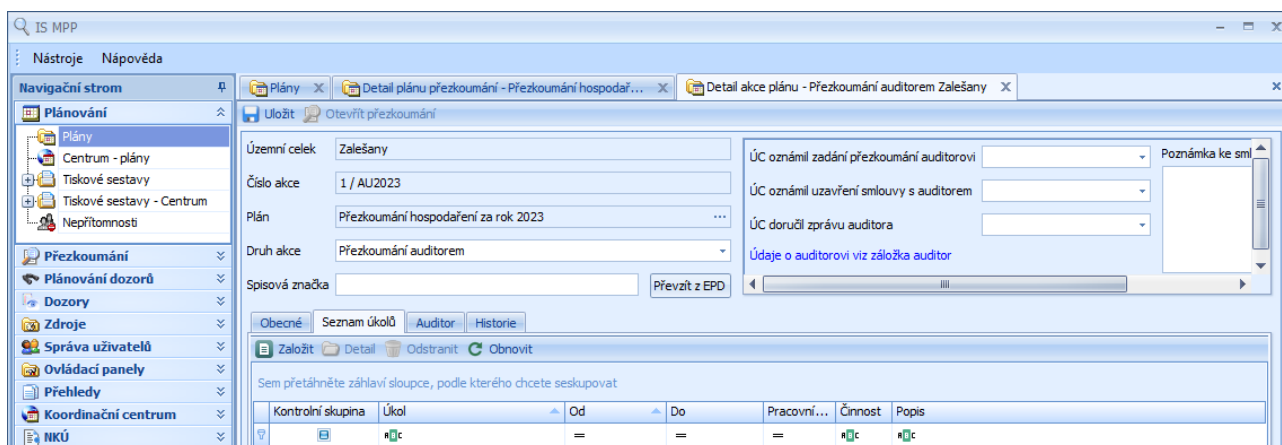 IS MPP
Nástroje Nápověda
Navigační strom
Plánování
Plány
Centrum - plány
Tiskové sestavy
Tiskové sestavy - Centrum
Nepřítomnosti
Přezkoumání
Plánování dozorů
Dozory
Zdroje
Správa uživatelů
Ovládací panely
Přehledy
Koordinační centrum
NKÚ
Plány Detail plánu přezkoumání - Přezkoumání hospodař... Detail akce plánu - Přezkoumání auditorem Zalešany
Uložit Otevřít přezkoumání
Územní celek Zalešany
Číslo akce 1 / AU2023
Plán Přezkoumání hospodaření za rok 2023 ...
Druh akce Přezkoumání auditorem
Spisová značka Převzít z EPD
ÚC oznámil zadání přezkoumání auditorovi
ÚC oznámil uzavření smlouvy s auditorem
ÚC doručil zprávu auditora
Údaje o auditorovi viz záložka auditor
Poznámka ke sml
Obecné Seznam úkolů Auditor Historie
Založit Detail Odstranit Obnovit
Sem přetáhněte záhlaví sloupce, podle kterého chcete seskupovat
Kontrolní skupina Úkol Od Do Pracovní... Činnost Popis
ABC = = = ABC ABC